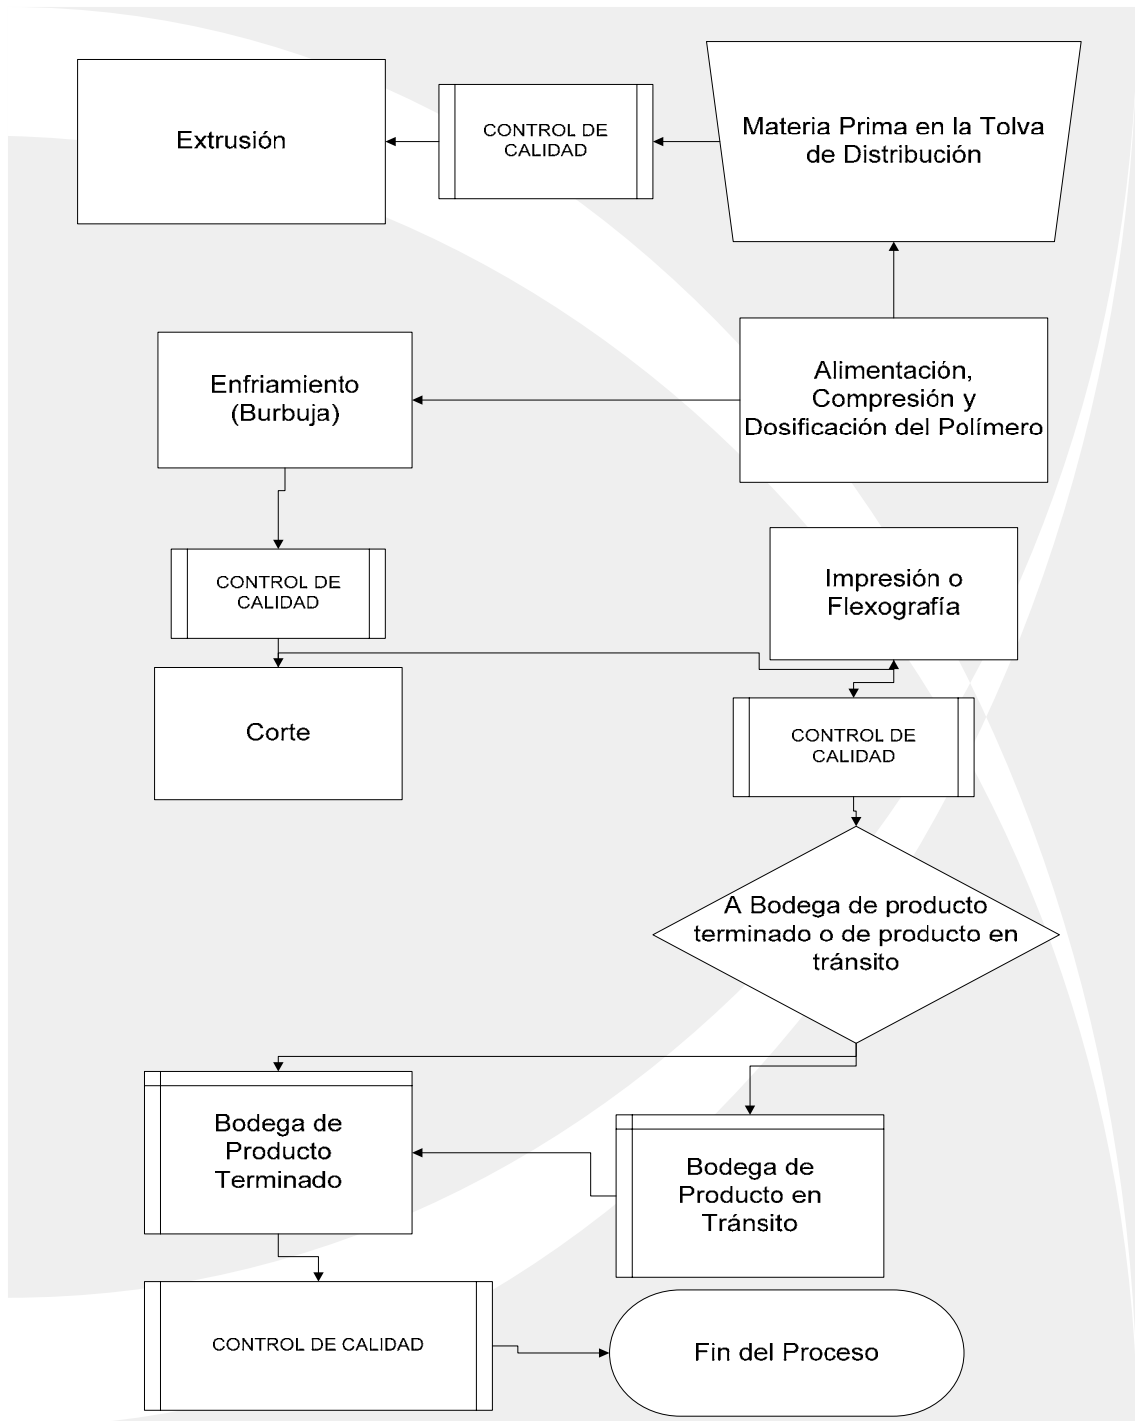 Extrusión
CONTROL DE
CALIDAD
Materia Prima en la Tolva
de Distribución
Enfriamiento
(Burbuja)
Alimentación,
Compresión y
Dosificación del Polímero
CONTROL DE
CALIDAD
Impresión o
Flexografía
Corte
CONTROL DE
CALIDAD
A Bodega de producto
terminado o de producto en
tránsito
Bodega de
Producto
Terminado
Bodega de
Producto en
Tránsito
CONTROL DE CALIDAD
Fin del Proceso